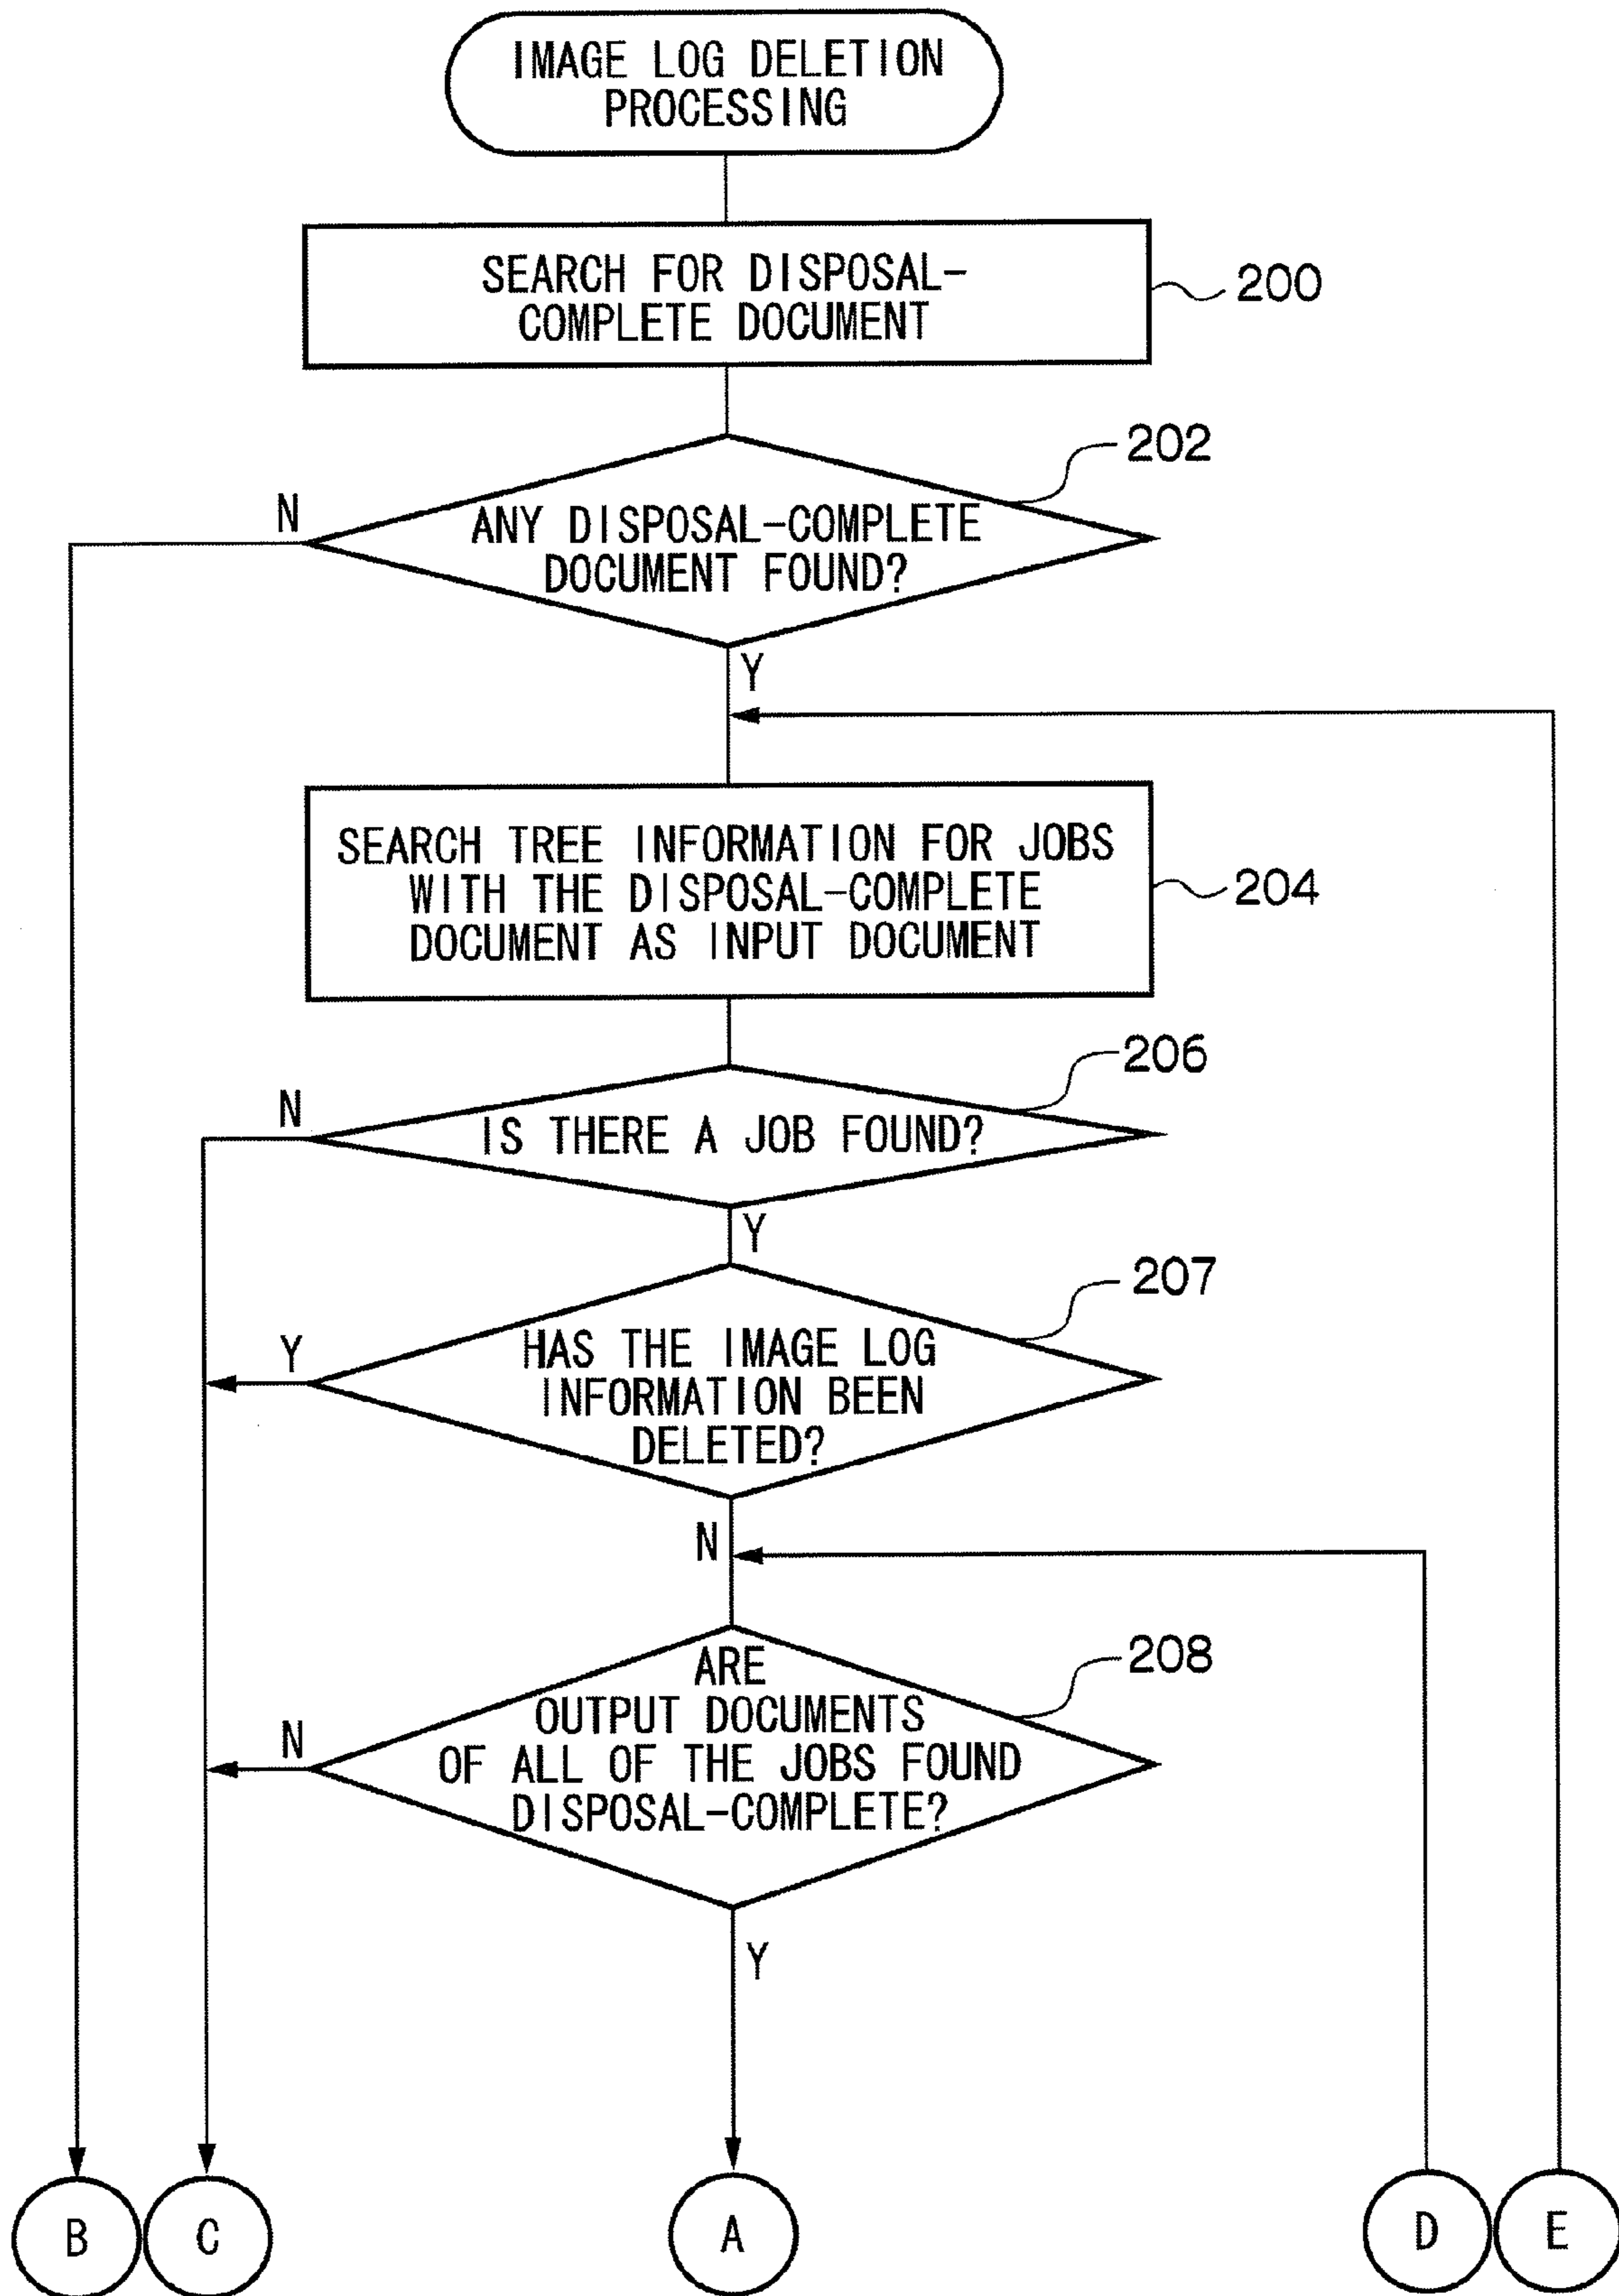 IMAGE LOG DELETION
PROCESSING
SEARCH FOR DISPOSAL-
COMPLETE DOCUMENT
200
202
N
ANY DISPOSAL-COMPLETE
DOCUMENT FOUND?
Y
SEARCH TREE INFORMATION FOR JOBS
WITH THE DISPOSAL-COMPLETE
DOCUMENT AS INPUT DOCUMENT
204
206
N
IS THERE A JOB FOUND?
Y
207
Y
HAS THE IMAGE LOG
INFORMATION BEEN
DELETED?
N
208
ARE
OUTPUT DOCUMENTS
N
OF ALL OF THE JOBS FOUND
DISPOSAL-COMPLETE?
Y
B
C
A
D
E